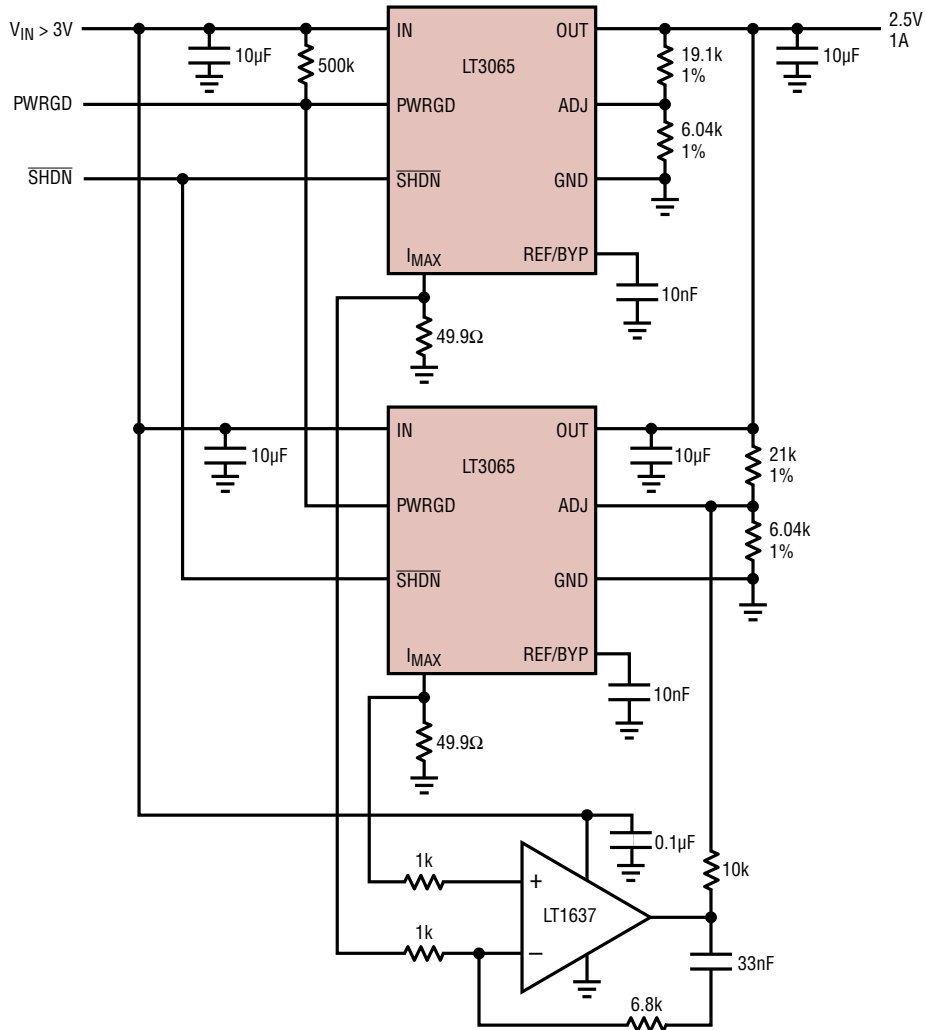 V_IN > 3V
10µF
500k
IN
OUT
LT3065
19.1k
1%
10µF
2.5V
1A
PWRGD
PWRGD
ADJ
6.04k
1%
SHDN
SHDN
GND
I_MAX
REF/BYP
10nF
49.9Ω
10µF
IN
OUT
LT3065
10µF
21k
1%
PWRGD
ADJ
6.04k
1%
SHDN
GND
I_MAX
REF/BYP
10nF
49.9Ω
0.1µF
1k
+
10k
LT1637
1k
–
33nF
6.8k